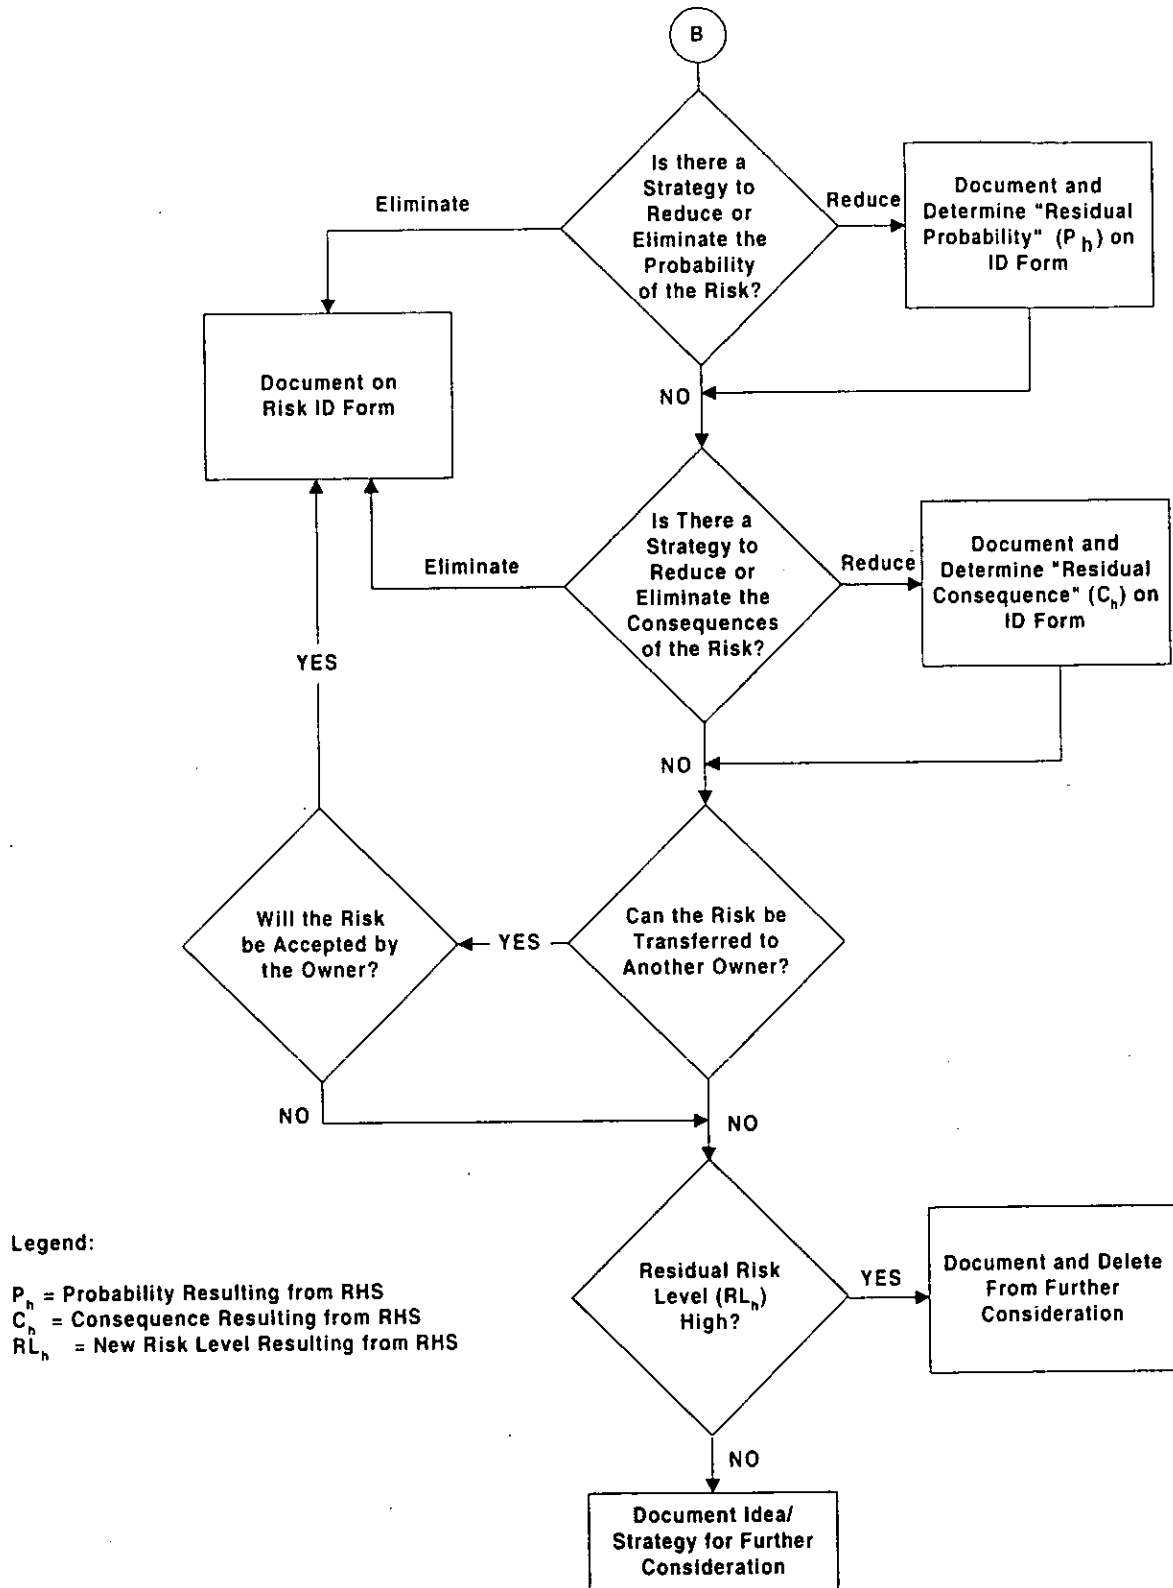 B
Is there a
Strategy to
Reduce or
Eliminate the
Probability
of the Risk?
Eliminate
Reduce
Document and
Determine "Residual
Probability" (P h) on
ID Form
Document on
Risk ID Form
NO
Is There a
Strategy to
Reduce or
Eliminate the
Consequences
of the Risk?
Eliminate
Reduce
Document and
Determine "Residual
Consequence" (Ch) on
ID Form
YES
NO
Will the Risk
be Accepted by
the Owner?
YES
Can the Risk be
Transferred to
Another Owner?
NO
NO
Legend:
Ph = Probability Resulting from RHS
Ch = Consequence Resulting from RHS
RLh = New Risk Level Resulting from RHS
Residual Risk
Level (RLh)
High?
YES
Document and Delete
From Further
Consideration
NO
Document Idea/
Strategy for Further
Consideration